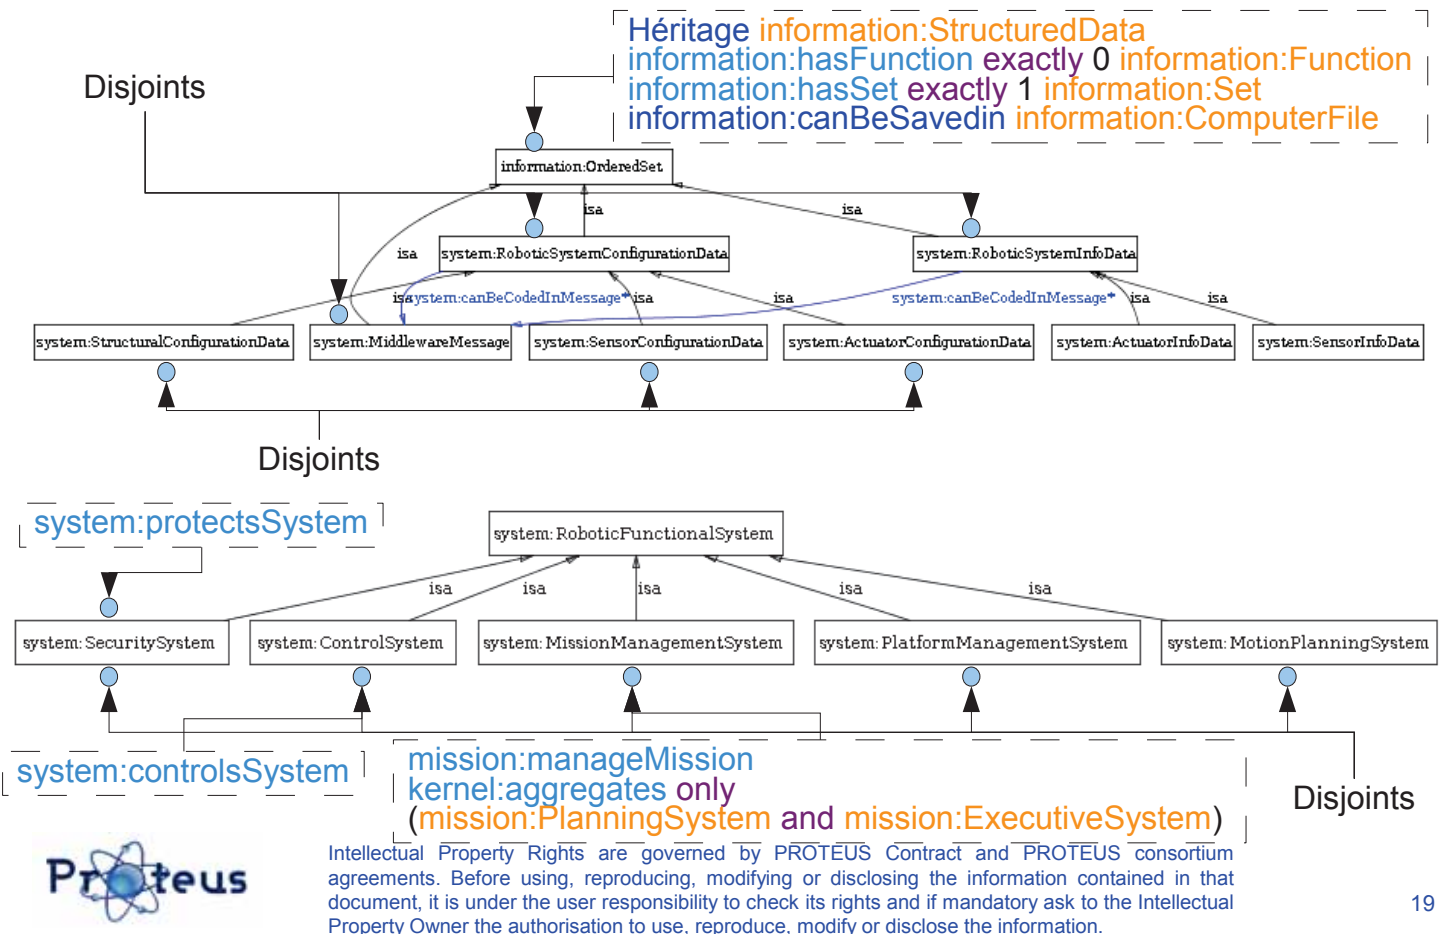 Héritage information:StructuredData
information:hasFunction exactly 0 information:Function
information:hasSet exactly 1 information:Set
information:canBeSavedin information:ComputerFile
Disjoints
information:OrderedSet
isa
isa
isa
system:RoboticSystemConfigurationData
system:RoboticSystemInfoData
isa
system:canBeCodedInMessage*
isa
isa
system:canBeCodedInMessage*
isa
isa
system:StructuralConfigurationData
system:MiddlewareMessage
system:SensorConfigurationData
system:ActuatorConfigurationData
system:ActuatorInfoData
system:SensorInfoData
Disjoints
system:protectsSystem
system:RoboticFunctionalSystem
isa
isa
isa
isa
isa
system:SecuritySystem
system:ControlSystem
system:MissionManagementSystem
system:PlatformManagementSystem
system:MotionPlanningSystem
system:controlsSystem
mission:manageMission
kernel:aggregates only
(mission:PlanningSystem and mission:ExecutiveSystem)
Disjoints
Proteus
Intellectual Property Rights are governed by PROTEUS Contract and PROTEUS consortium
agreements. Before using, reproducing, modifying or disclosing the information contained in that
document, it is under the user responsibility to check its rights and if mandatory ask to the Intellectual
Property Owner the authorisation to use, reproduce, modify or disclose the information.
19